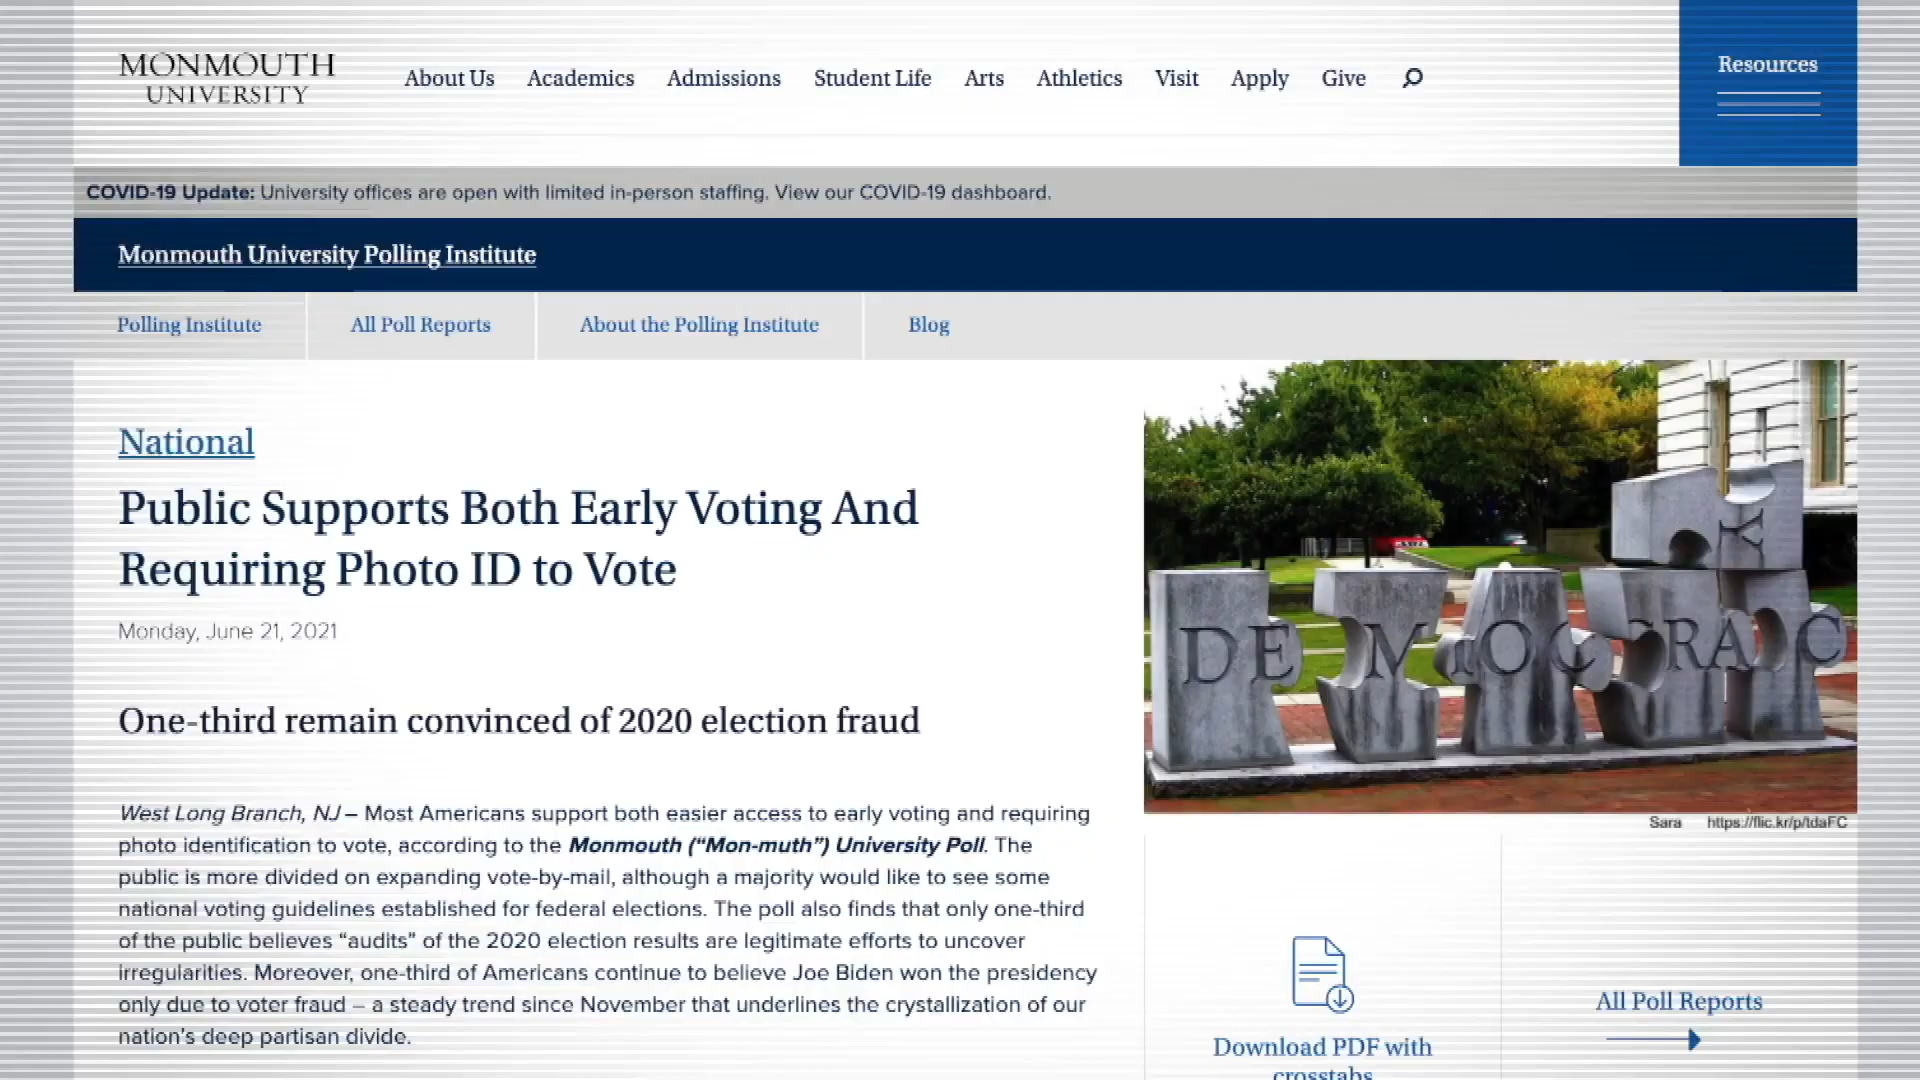 MONMOUTH
UNIVERSITY
About Us Academics Admissions Student Life Arts Athletics Visit Apply Give
Resources
COVID-19 Update: University offices are open with limited in-person staffing. View our COVID-19 dashboard.
Monmouth University Polling Institute
Polling Institute All Poll Reports About the Polling Institute Blog
National
Public Supports Both Early Voting And
Requiring Photo ID to Vote
Monday, June 21, 2021
One-third remain convinced of 2020 election fraud
West Long Branch, NJ – Most Americans support both easier access to early voting and requiring
photo identification to vote, according to the Monmouth (“Mon-muth”) University Poll. The
public is more divided on expanding vote-by-mail, although a majority would like to see some
national voting guidelines established for federal elections. The poll also finds that only one-third
of the public believes “audits” of the 2020 election results are legitimate efforts to uncover
irregularities. Moreover, one-third of Americans continue to believe Joe Biden won the presidency
only due to voter fraud – a steady trend since November that underlines the crystallization of our
nation’s deep partisan divide.
Y
DEMOCRAC
Sara https://flic.kr/p/tdaFC
Download PDF with
crosstabs
All Poll Reports